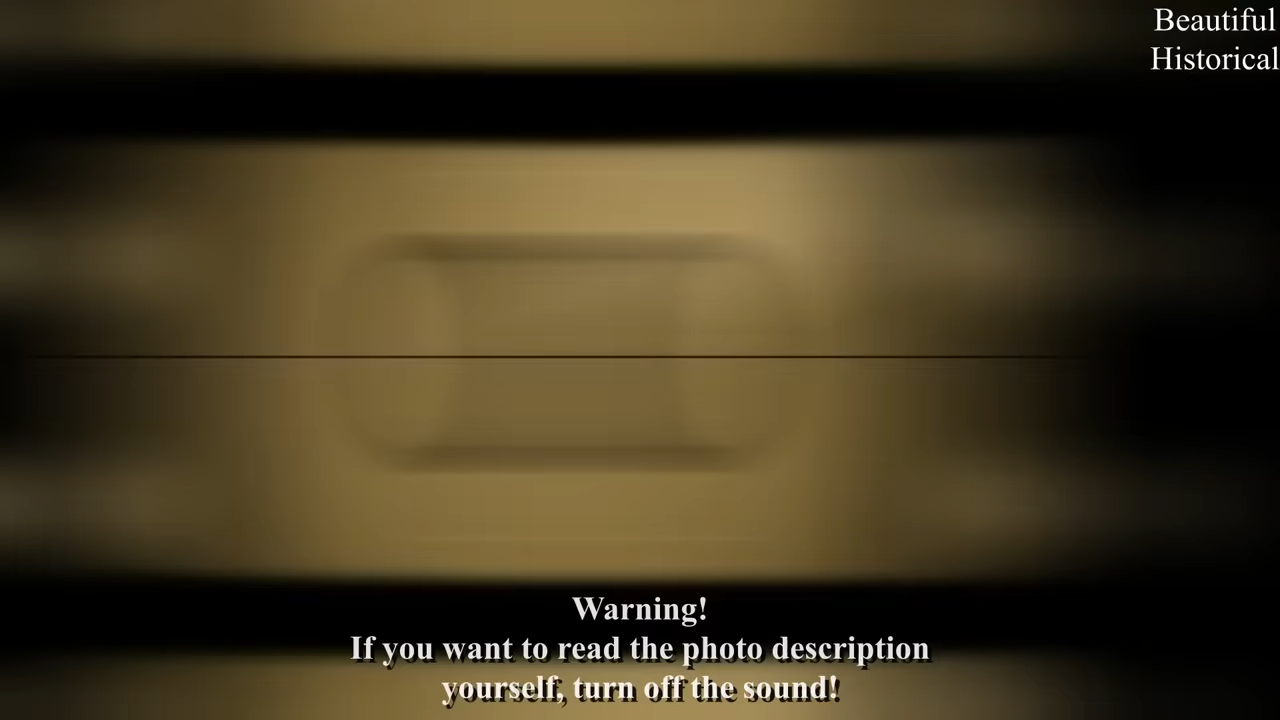 Beautiful
Historical
Warning!
If you want to read the photo description
yourself, turn off the sound!